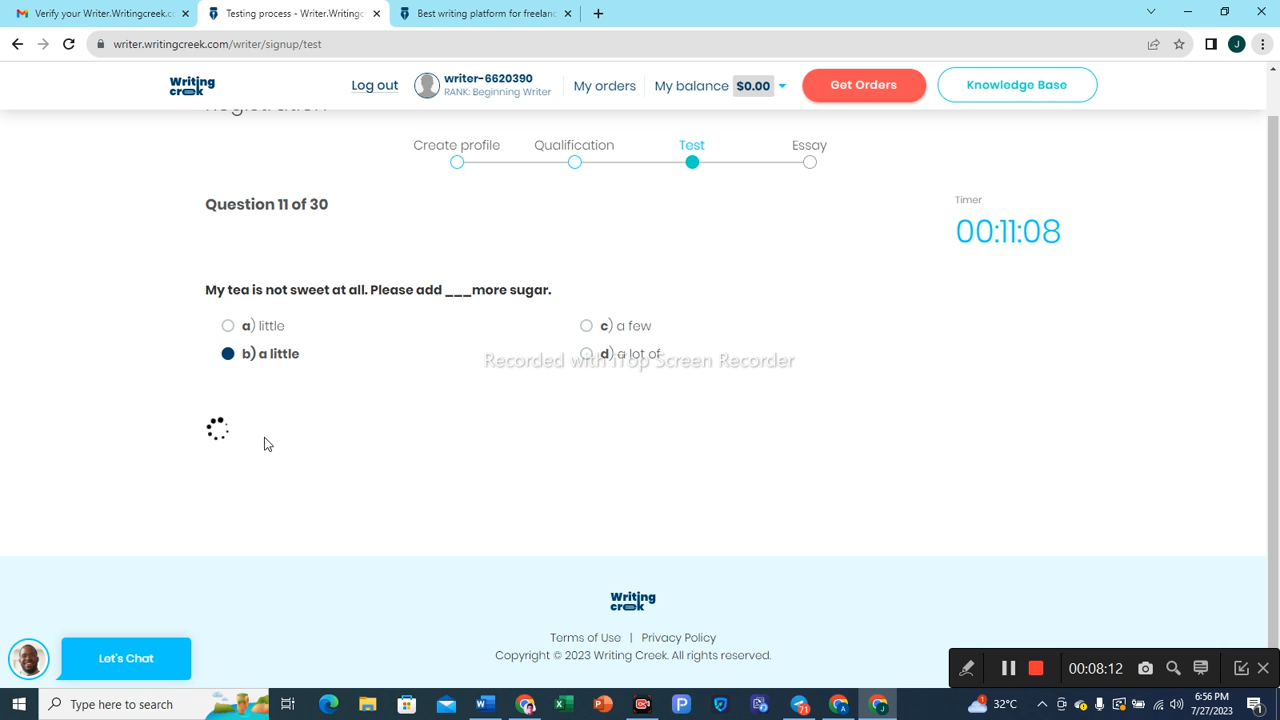 Verify your Writingcreek.com c
Testing process - Writer.Writingc
Best writing platform for freelanc
writer.writingcreek.com/writer/signup/test
J
Writing
creek
Log out
writer-6620390
RANK: Beginning Writer
My orders
My balance $0.00
Get Orders
Knowledge Base
Registration
Create profile
Qualification
Test
Essay
Question 11 of 30
Timer
00:11:08
My tea is not sweet at all. Please add ___more sugar.
a) little
c) a few
b) a little
d) a lot of
Recorded with iTop Screen Recorder
Writing
creek
Terms of Use | Privacy Policy
Copyright © 2023 Writing Creek. All rights reserved.
Let's Chat
00:08:12
Type here to search
71
32°C
6:56 PM
7/27/2023